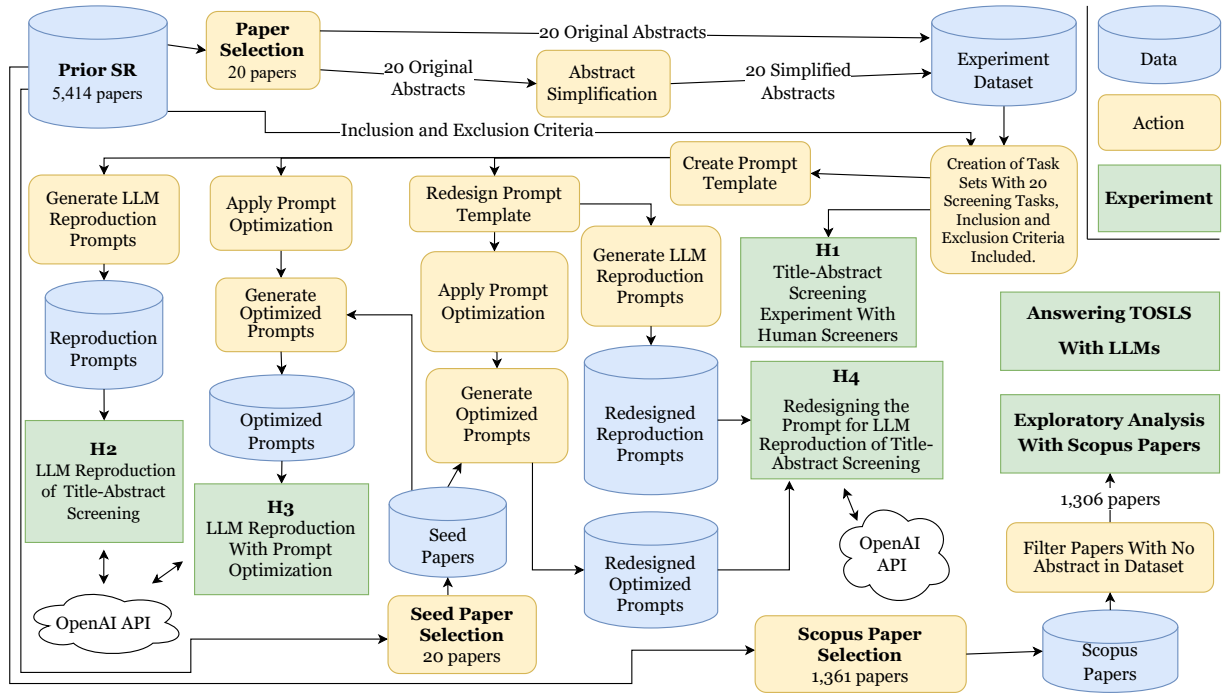 Prior SR
5,414 papers
Paper
Selection
20 papers
20 Original Abstracts
20 Original
Abstracts
Abstract
Simplification
20 Simplified
Abstracts
Experiment
Dataset
Data
Action
Experiment
Inclusion and Exclusion Criteria
Creation of Task
Sets With 20
Screening Tasks,
Inclusion and
Exclusion Criteria
Included.
Create Prompt
Template
Generate LLM
Reproduction
Prompts
Apply Prompt
Optimization
Redesign Prompt
Template
Generate LLM
Reproduction
Prompts
H1
Title-Abstract
Screening
Experiment With
Human Screeners
Reproduction
Prompts
Generate
Optimized
Prompts
Apply Prompt
Optimization
Answering TOSLS
With LLMs
Optimized
Prompts
Generate
Optimized
Prompts
Redesigned
Reproduction
Prompts
H4
Redesigning the
Prompt for LLM
Reproduction of Title-
Abstract Screening
Exploratory Analysis
With Scopus Papers
H2
LLM Reproduction
of Title-Abstract
Screening
H3
LLM Reproduction
With Prompt
Optimization
Seed
Papers
Redesigned
Optimized
Prompts
OpenAI
API
1,306 papers
Filter Papers With No
Abstract in Dataset
OpenAI API
Seed Paper
Selection
20 papers
Scopus Paper
Selection
1,361 papers
Scopus
Papers